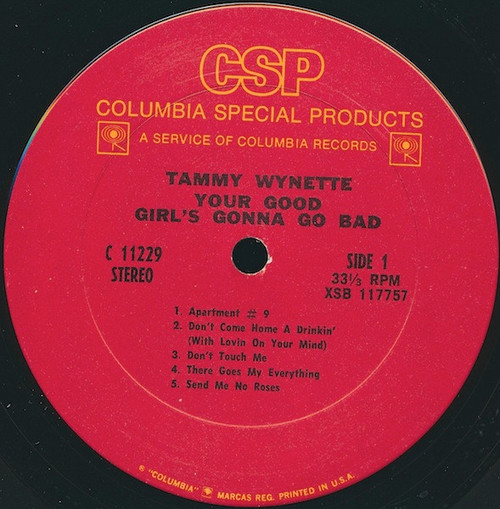 CSP
COLUMBIA SPECIAL PRODUCTS
A SERVICE OF COLUMBIA RECORDS
TAMMY WYNETTE
YOUR GOOD
GIRL'S GONNA GO BAD
C 11229
STEREO
SIDE 1
33⅓ RPM
XSB 117757
1. Apartment # 9
2. Don't Come Home A Drinkin'
(With Lovin On Your Mind)
3. Don't Touch Me
4. There Goes My Everything
5. Send Me No Roses
® "COLUMBIA" MARCAS REG. PRINTED IN U.S.A.